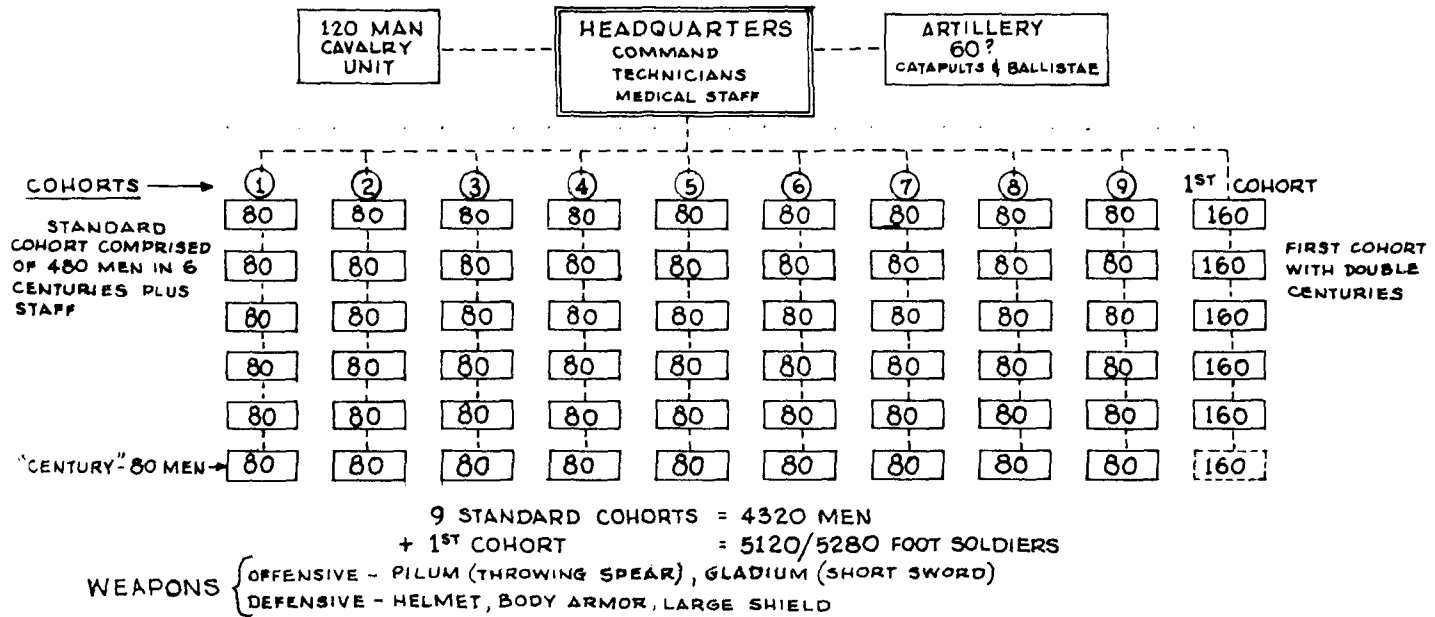 120 MAN
CAVALRY
UNIT
HEADQUARTERS
COMMAND
TECHNICIANS
MEDICAL STAFF
ARTILLERY
60?
CATAPULTS & BALLISTAE
COHORTS
1 2 3 4 5 6 7 8 9 1ST COHORT
80 80 80 80 80 80 80 80 80 160
STANDARD
COHORT COMPRISED
OF 480 MEN IN 6
CENTURIES PLUS
STAFF
80 80 80 80 80 80 80 80 80 160
FIRST COHORT
WITH DOUBLE
CENTURIES
80 80 80 80 80 80 80 80 80 160
80 80 80 80 80 80 80 80 80 160
80 80 80 80 80 80 80 80 80 160
"CENTURY" - 80 MEN 80 80 80 80 80 80 80 80 80 160
9 STANDARD COHORTS = 4320 MEN
+ 1ST COHORT = 5120/5280 FOOT SOLDIERS
WEAPONS
OFFENSIVE - PILUM (THROWING SPEAR), GLADIUM (SHORT SWORD)
DEFENSIVE - HELMET, BODY ARMOR, LARGE SHIELD